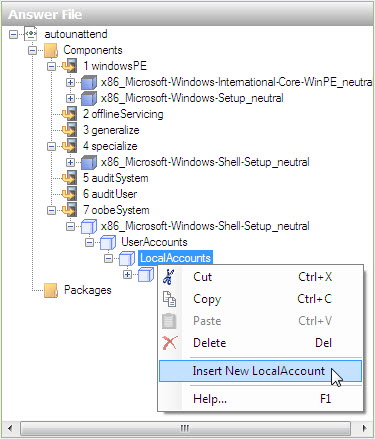 Answer File
autounattend
Components
1 windowsPE
x86_Microsoft-Windows-International-Core-WinPE_neutra
x86_Microsoft-Windows-Setup_neutral
2 offlineServicing
3 generalize
4 specialize
x86_Microsoft-Windows-Shell-Setup_neutral
5 auditSystem
6 auditUser
7 oobeSystem
x86_Microsoft-Windows-Shell-Setup_neutral
UserAccounts
LocalAccounts
Cut Ctrl+X
Copy Ctrl+C
Paste Ctrl+V
Delete Del
Insert New LocalAccount
Help... F1
Packages